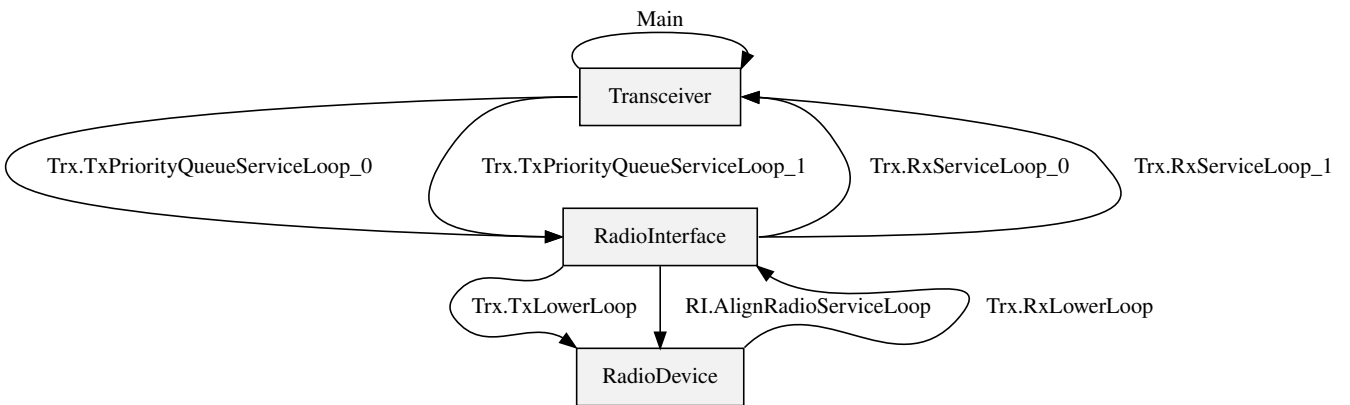 Main
Transceiver
Trx.TxPriorityQueueServiceLoop_0
Trx.TxPriorityQueueServiceLoop_1
Trx.RxServiceLoop_0
Trx.RxServiceLoop_1
RadioInterface
Trx.TxLowerLoop
RI.AlignRadioServiceLoop
Trx.RxLowerLoop
RadioDevice